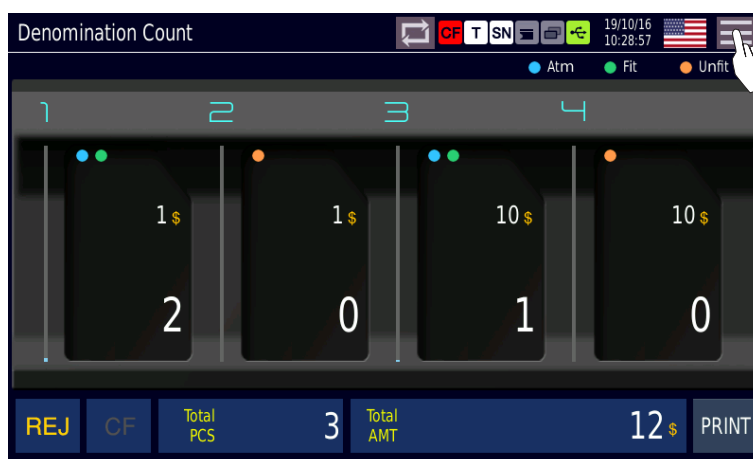 Denomination Count CF T SN 19/10/16
10:28:57
Atm Fit Unfit
1 2 3 4
1 $ 1 $ 10 $ 10 $
2 0 1 0
REJ CF Total PCS 3 Total AMT 12 $ PRINT